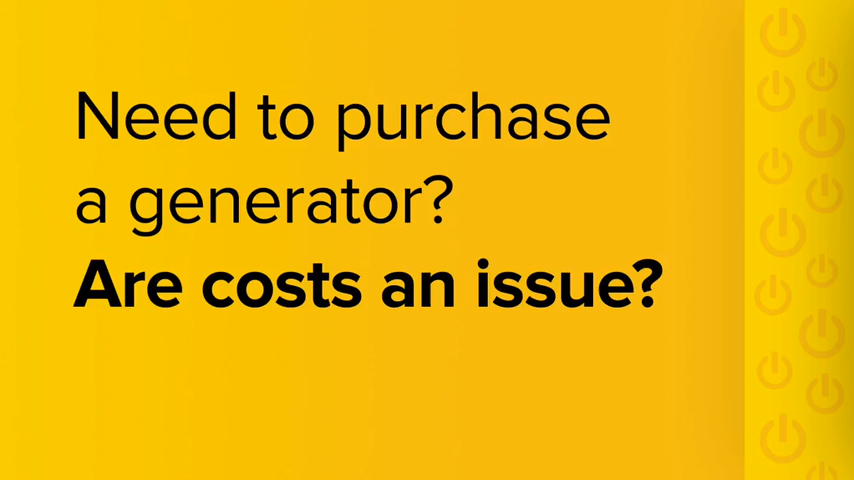 Need to purchase
a generator?
Are costs an issue?